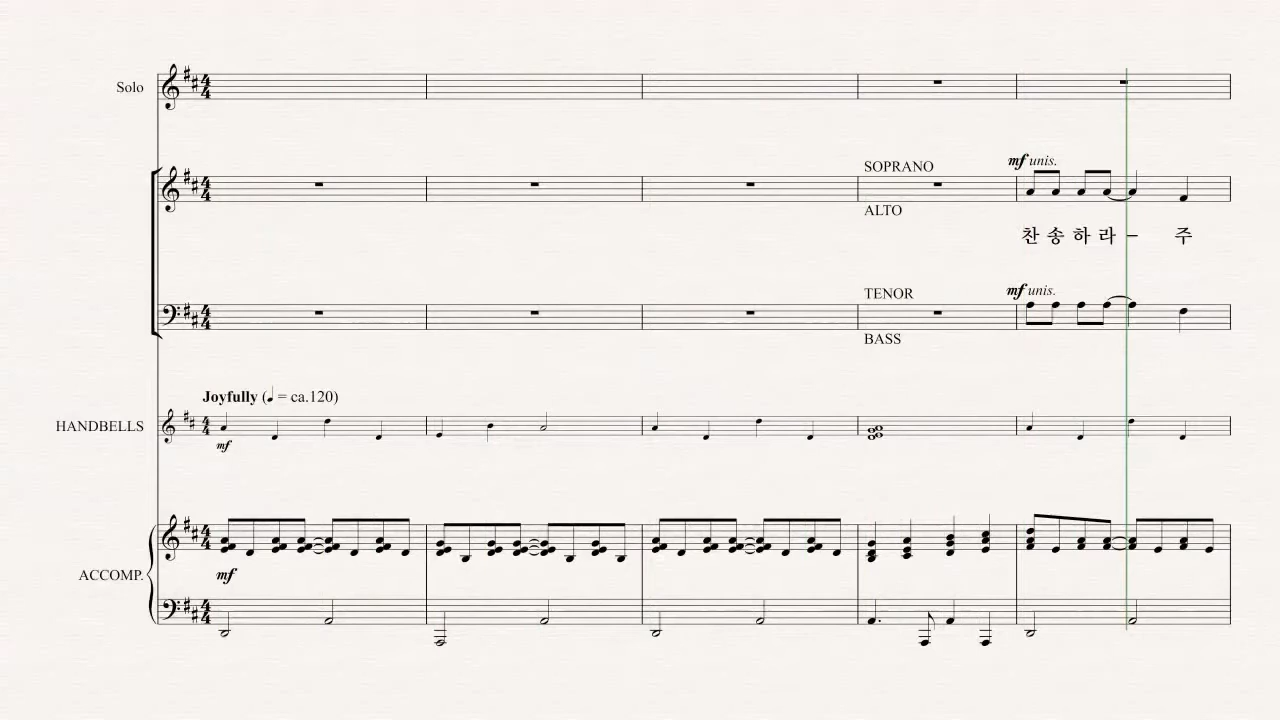 Solo
SOPRANO
mf unis.
ALTO
찬 송 하 라 – 주
TENOR
mf unis.
BASS
Joyfully (♩ = ca.120)
HANDBELLS
mf
ACCOMP.
mf